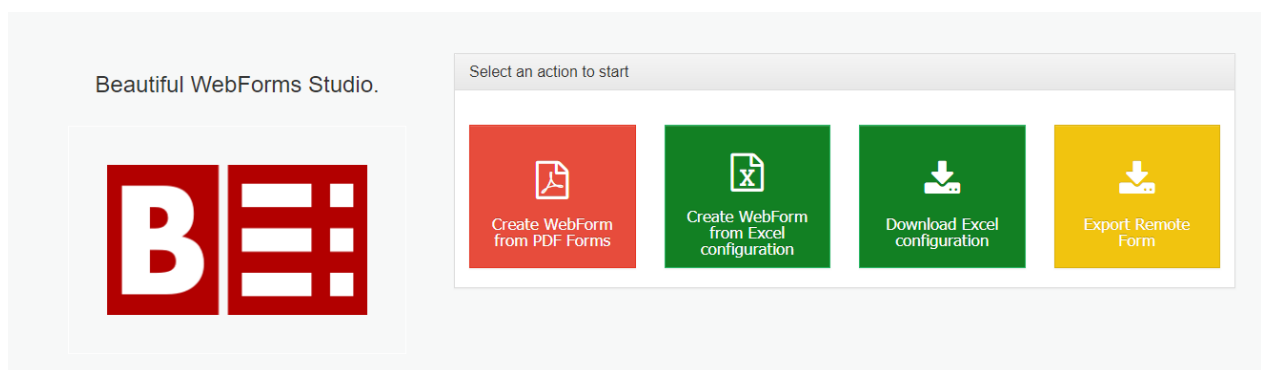 Beautiful WebForms Studio.
Select an action to start
B
Create WebForm
from PDF Forms
X
Create WebForm
from Excel
configuration
Download Excel
configuration
Export Remote
Form